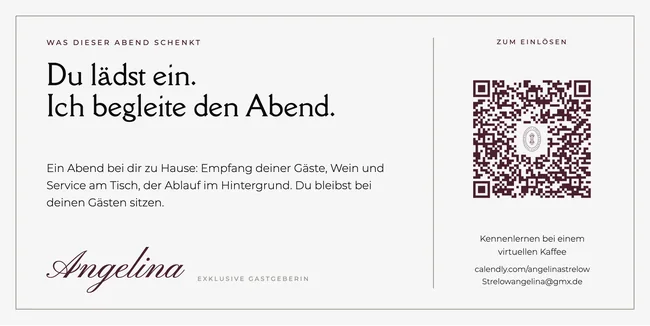 WAS DIESER ABEND SCHENKT
Du lädst ein.
Ich begleite den Abend.
Ein Abend bei dir zu Hause: Empfang deiner Gäste, Wein und
Service am Tisch, der Ablauf im Hintergrund. Du bleibst bei
deinen Gästen sitzen.
Angelina
EXKLUSIVE GASTGEBERIN
ZUM EINLÖSEN
Kennenlernen bei einem
virtuellen Kaffee
calendly.com/angelinastrelow
Strelowangelina@gmx.de